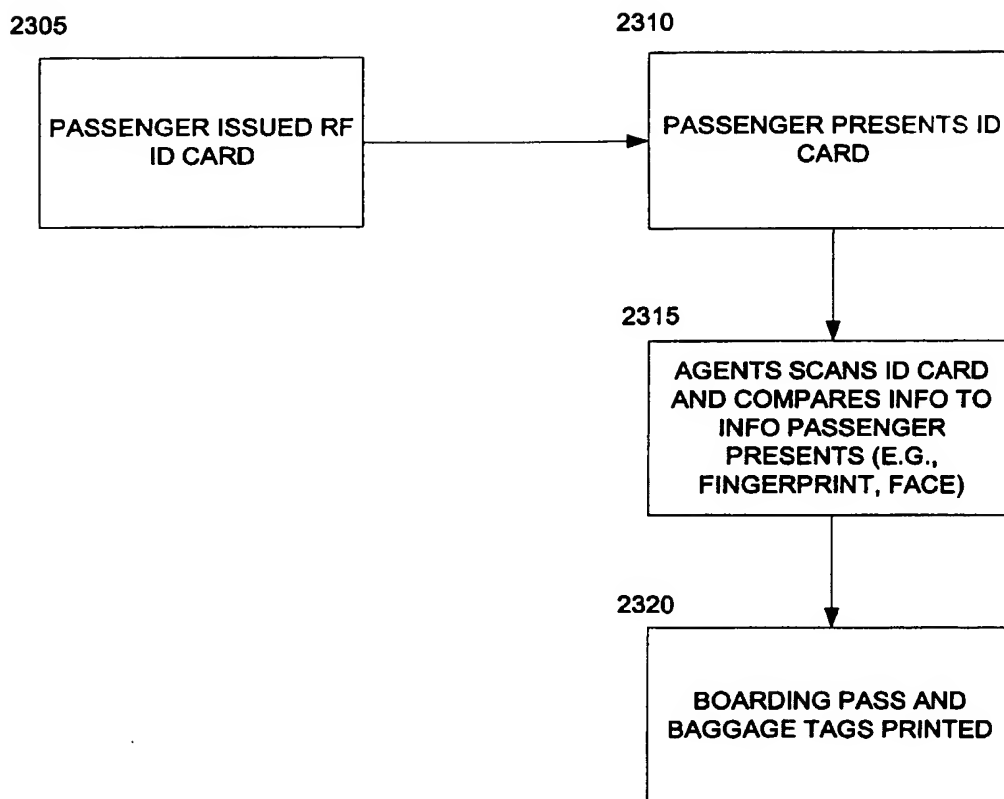 2305
PASSENGER ISSUED RF
ID CARD
2310
PASSENGER PRESENTS ID
CARD
2315
AGENTS SCANS ID CARD
AND COMPARES INFO TO
INFO PASSENGER
PRESENTS (E.G.,
FINGERPRINT, FACE)
2320
BOARDING PASS AND
BAGGAGE TAGS PRINTED